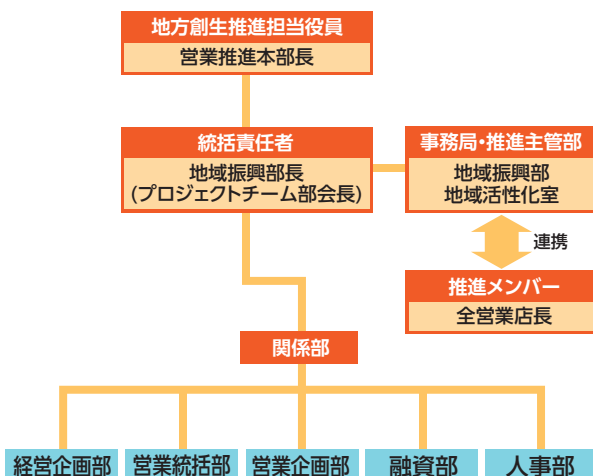 地方創生推進担当役員
営業推進本部長
統括責任者
地域振興部長
(プロジェクトチーム部会長)
事務局・推進主管部
地域振興部
地域活性化室
連携
推進メンバー
全営業店長
関係部
経営企画部
営業統括部
営業企画部
融資部
人事部